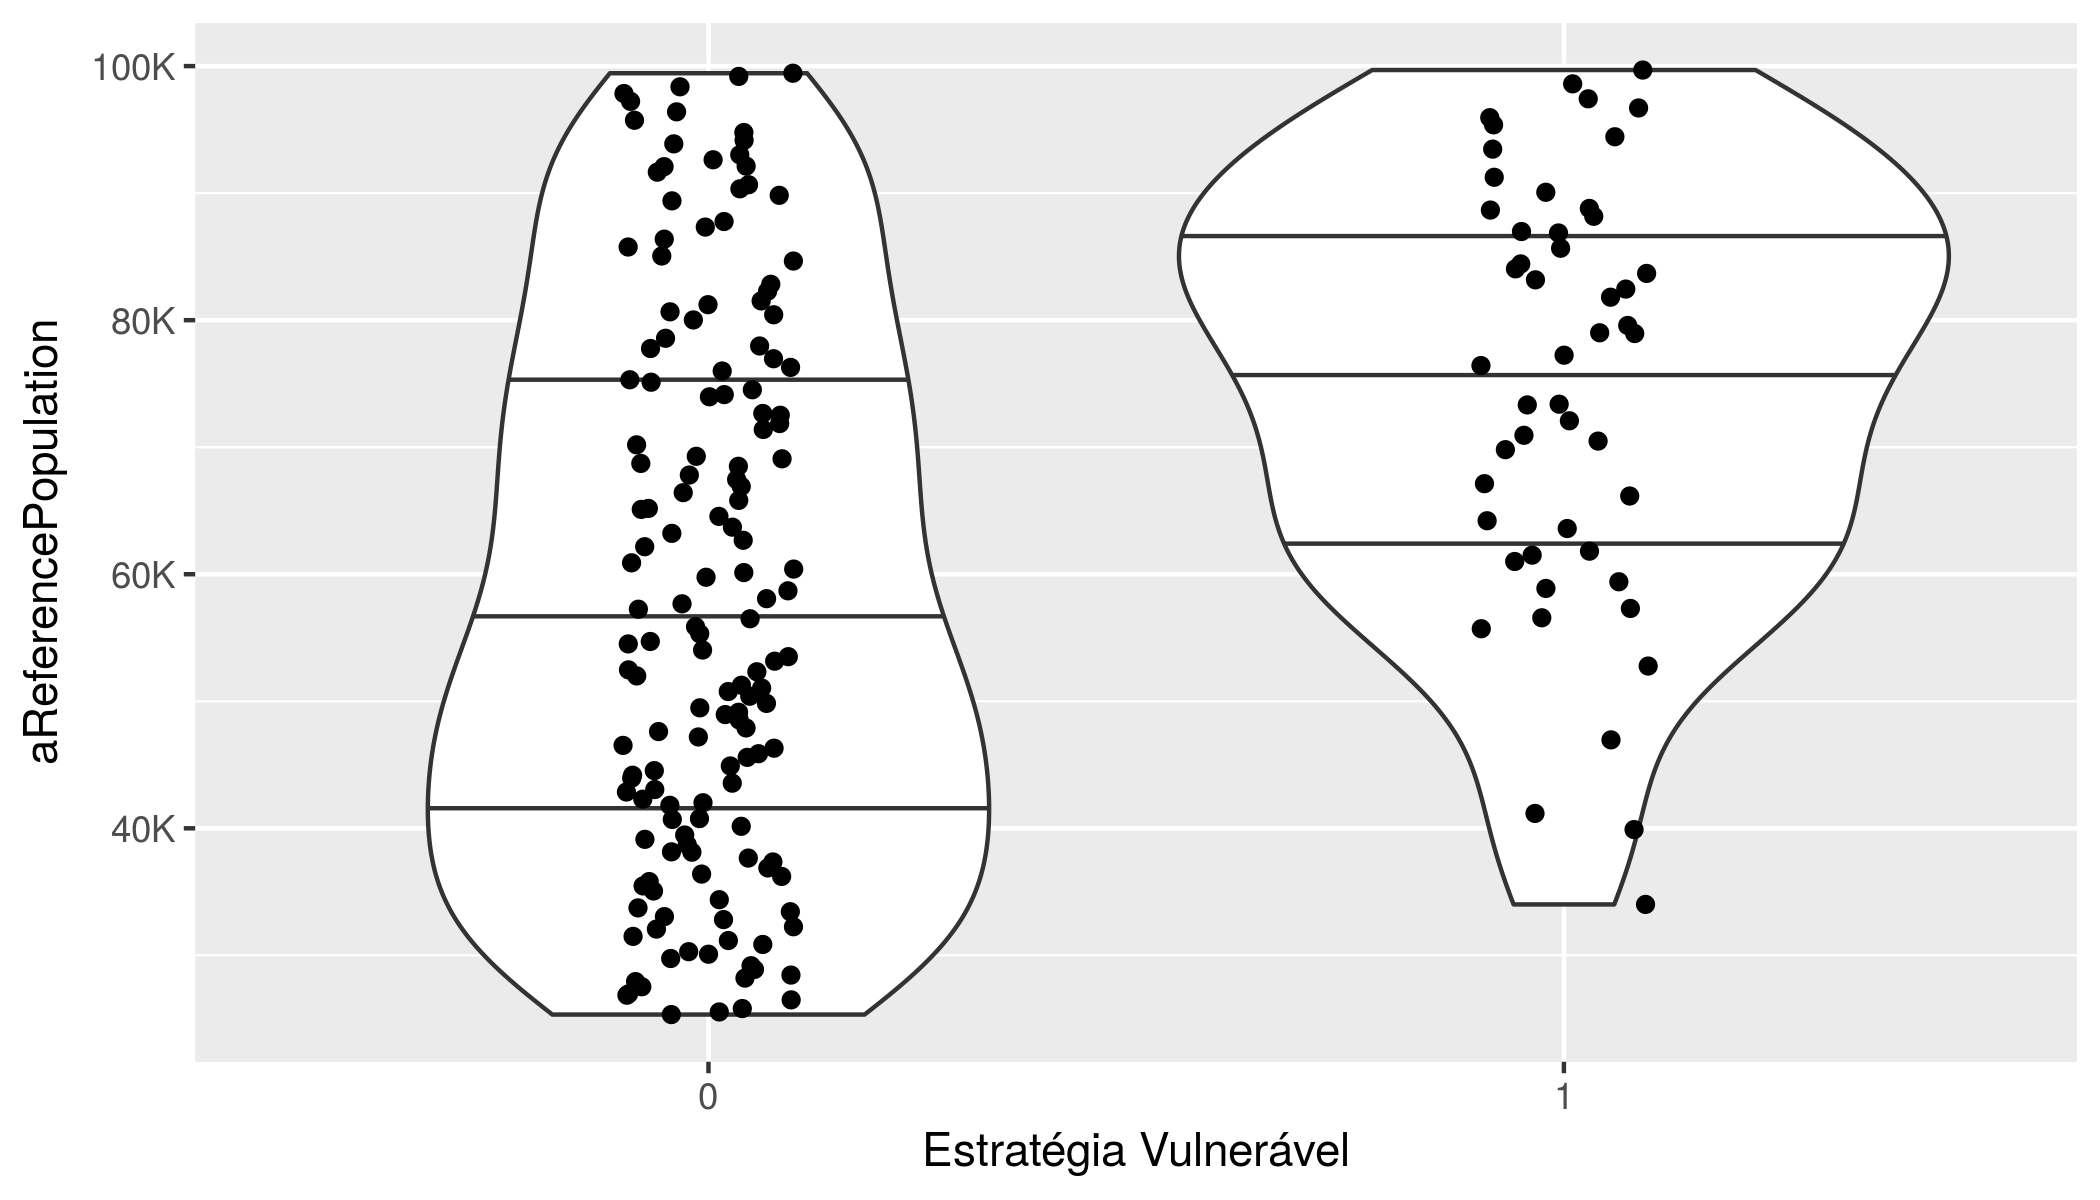 aReferencePopulation
100K
80K
60K
40K
0
1
Estratégia Vulnerável